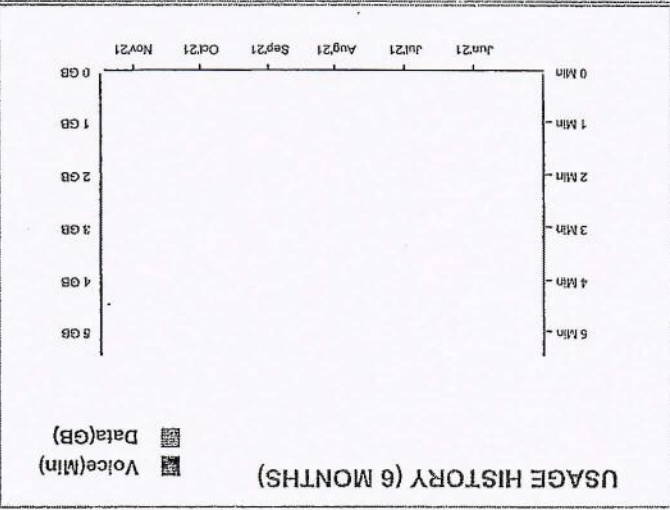 USAGE HISTORY (6 MONTHS)
Voice(Min)
Data(GB)
5 Min
4 Min
3 Min
2 Min
1 Min
0 Min
5 GB
4 GB
3 GB
2 GB
1 GB
0 GB
Jun'21 Jul'21 Aug'21 Sep'21 Oct'21 Nov'21